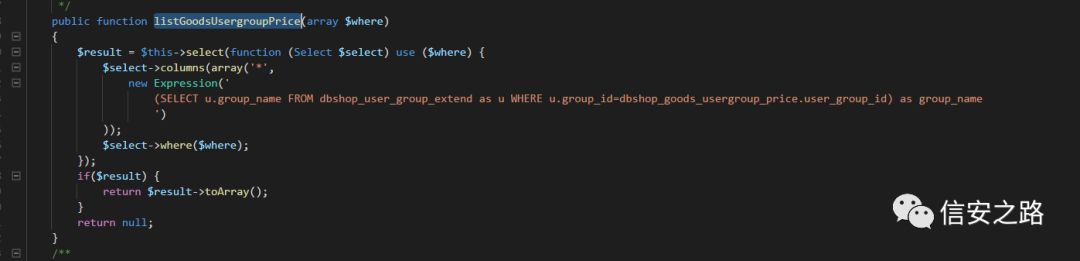 */
public function listGoodsUsergroupPrice(array $where)
{
$result = $this->select(function (Select $select) use ($where) {
$select->columns(array('*',
new Expression('
(SELECT u.group_name FROM dbshop_user_group_extend as u WHERE u.group_id=dbshop_goods_usergroup_price.user_group_id) as group_name
')
));
$select->where($where);
});
if($result) {
return $result->toArray();
}
return null;
}
/**
信安之路